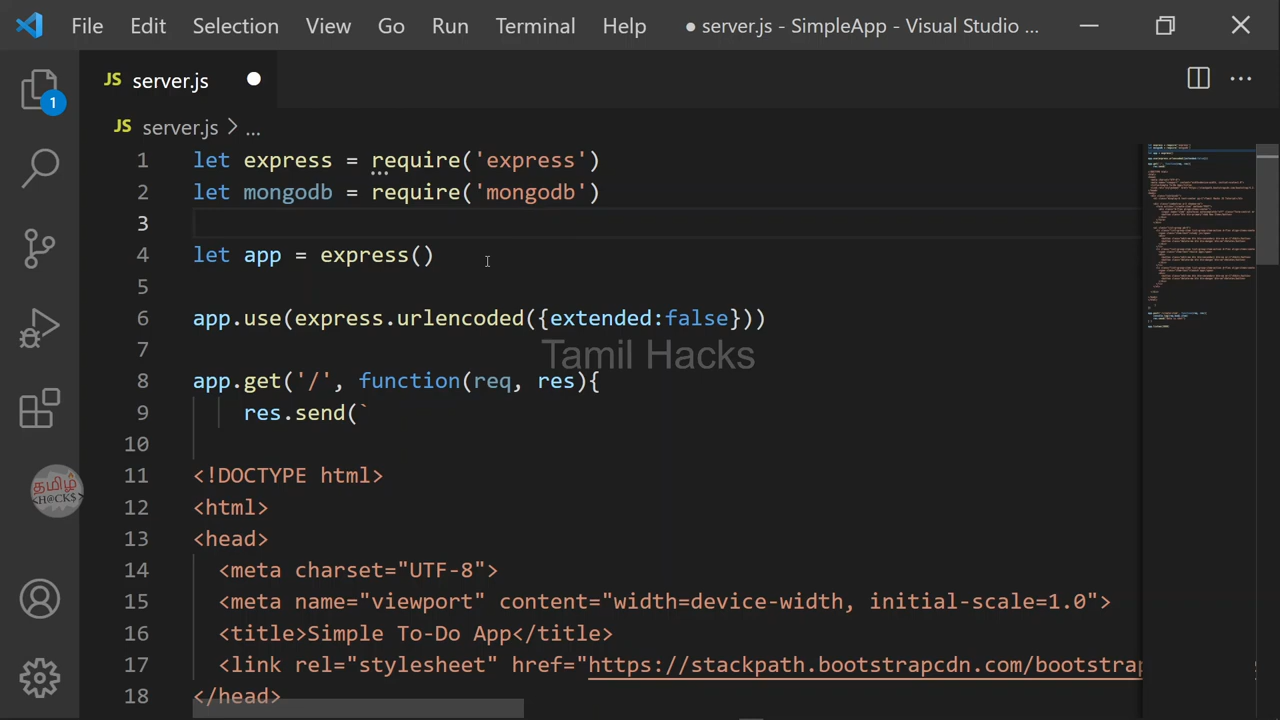 File Edit Selection View Go Run Terminal Help ● server.js - SimpleApp - Visual Studio ...
1
JS server.js
JS server.js > ...
1 let express = require('express')
2 let mongodb = require('mongodb')
3
4 let app = express()
5
6 app.use(express.urlencoded({extended:false}))
7
Tamil Hacks
8 app.get('/', function(req, res){
9 res.send(`
10
11 <!DOCTYPE html>
தமிழ்
<H@CK$>
12 <html>
13 <head>
14 <meta charset="UTF-8">
15 <meta name="viewport" content="width=device-width, initial-scale=1.0">
16 <title>Simple To-Do App</title>
17 <link rel="stylesheet" href="https://stackpath.bootstrapcdn.com/bootstrap
18 </head>